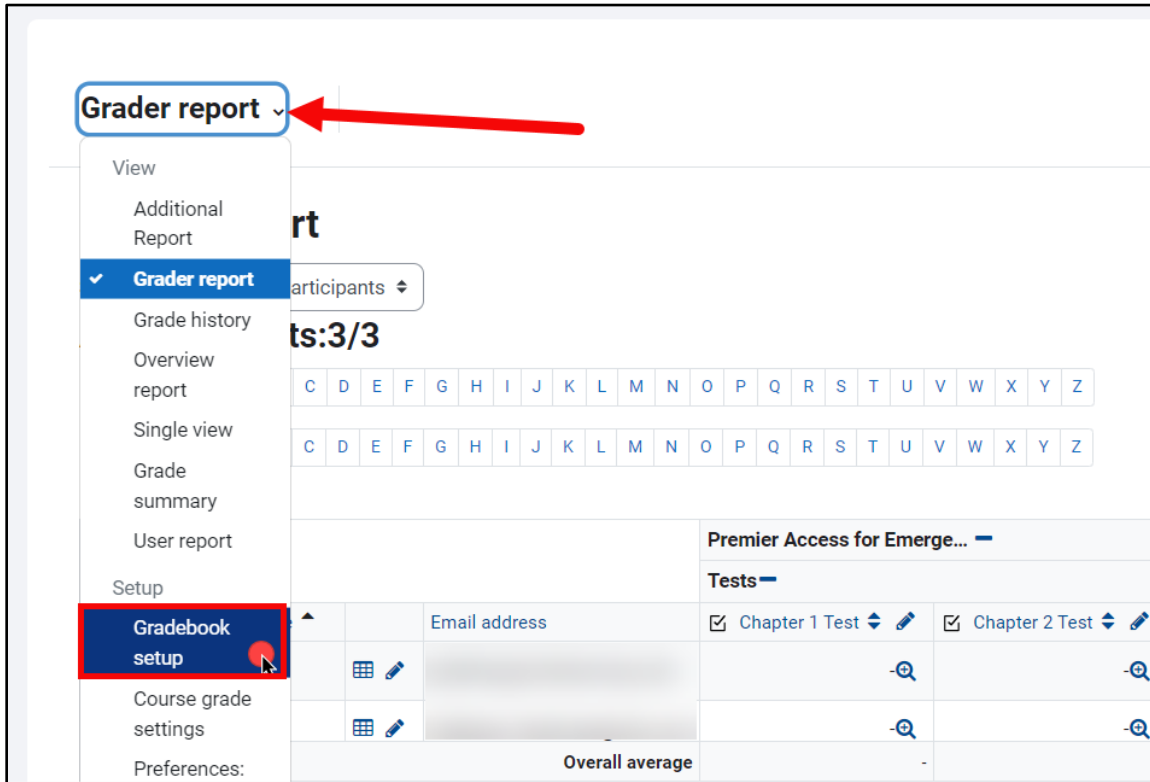 Grader report
View
Additional
Report
rt
Grader report
articipants
Grade history
ts:3/3
Overview
report
C D E F G H I J K L M N O P Q R S T U V W X Y Z
Single view
C D E F G H I J K L M N O P Q R S T U V W X Y Z
Grade
summary
User report
Premier Access for Emerge...
Setup
Tests
Gradebook
setup
Email address
Chapter 1 Test
Chapter 2 Test
-
-
Course grade
settings
-
-
Preferences:
Overall average
-